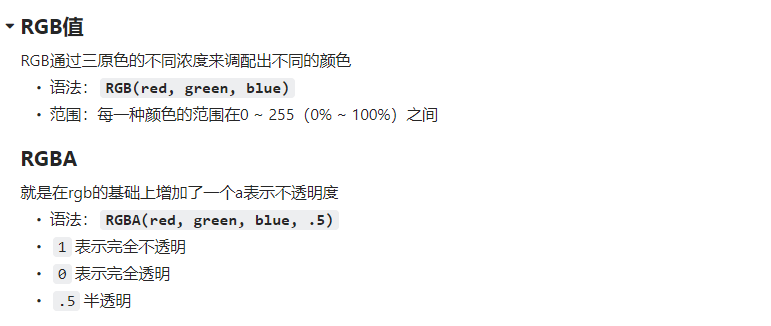 RGB值
RGB通过三原色的不同浓度来调配出不同的颜色
• 语法：RGB(red, green, blue)
• 范围：每一种颜色的范围在0 ~ 255（0% ~ 100%）之间
RGBA
就是在rgb的基础上增加了一个a表示不透明度
• 语法：RGBA(red, green, blue, .5)
• 1 表示完全不透明
• 0 表示完全透明
• .5 半透明